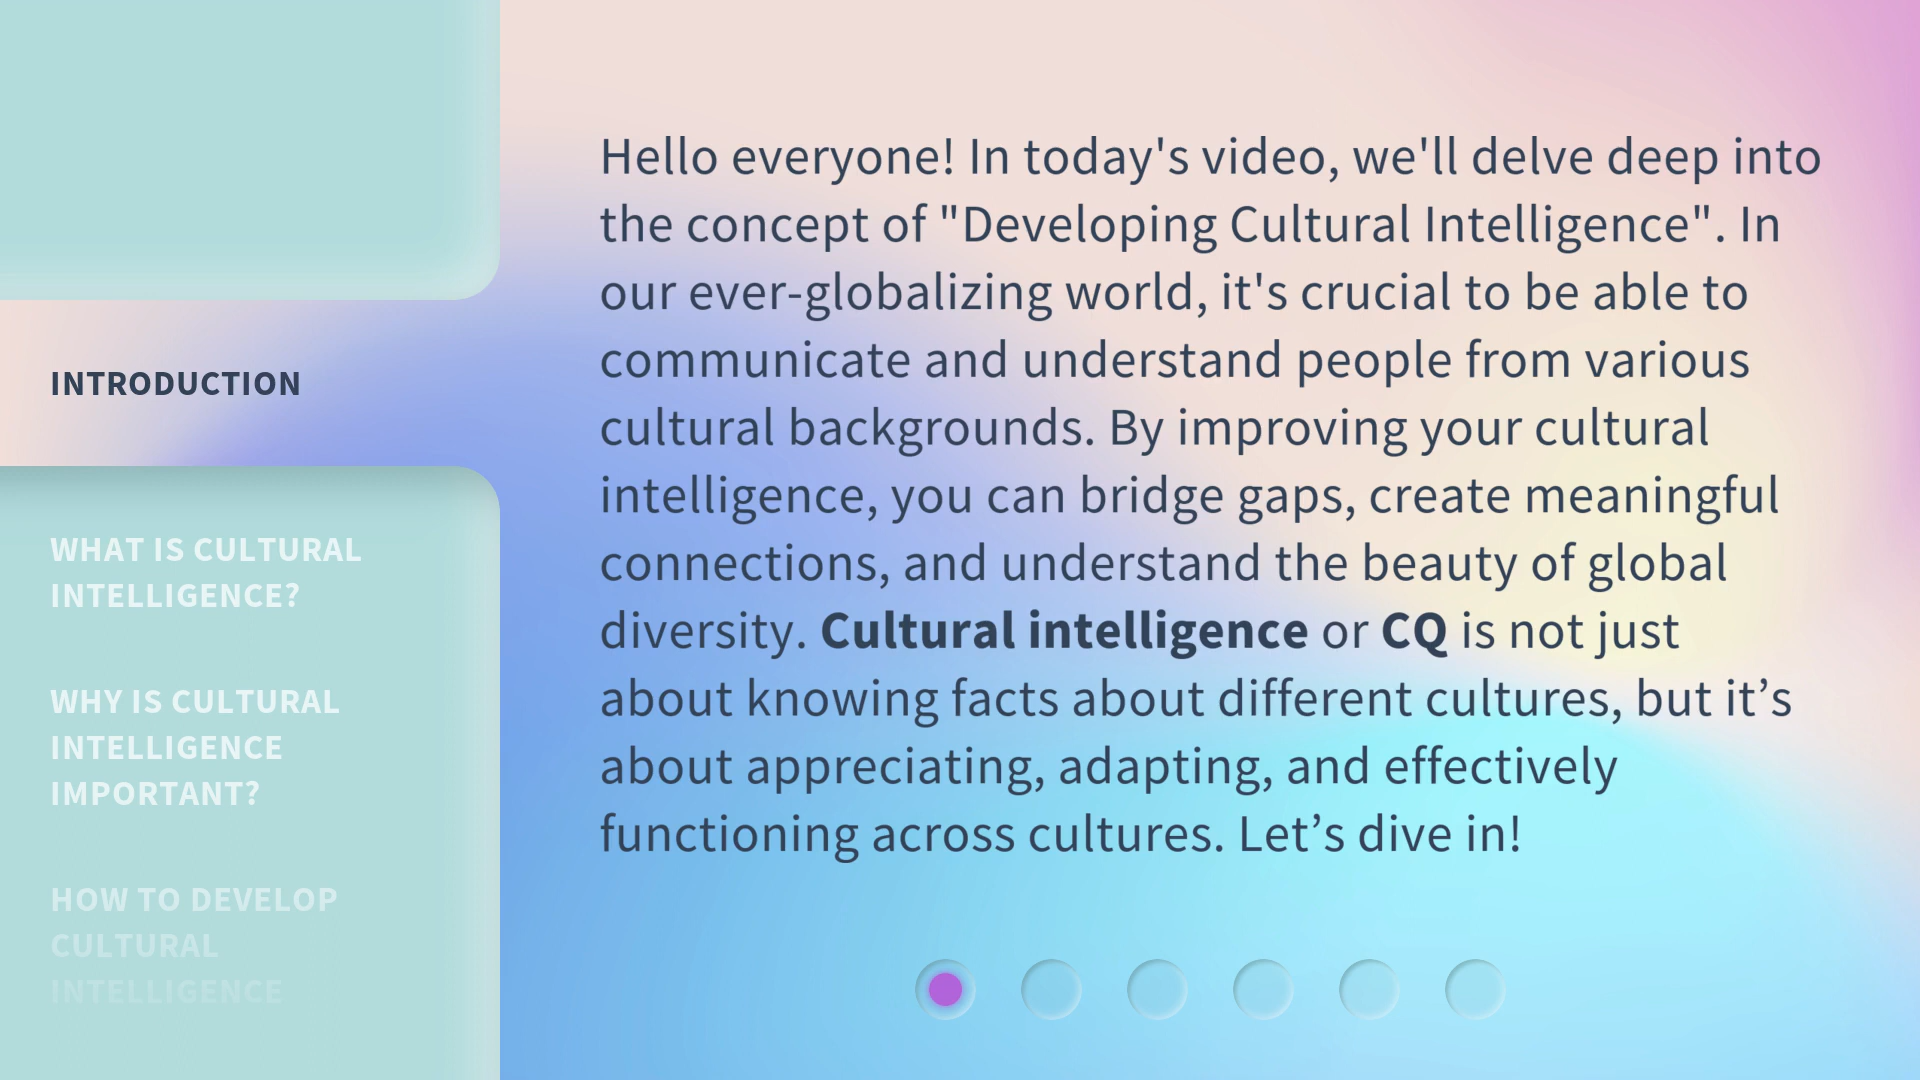 INTRODUCTION
WHAT IS CULTURAL
INTELLIGENCE?
WHY IS CULTURAL
INTELLIGENCE
IMPORTANT?
HOW TO DEVELOP
CULTURAL
INTELLIGENCE
Hello everyone! In today's video, we'll delve deep into
the concept of "Developing Cultural Intelligence". In
our ever-globalizing world, it's crucial to be able to
communicate and understand people from various
cultural backgrounds. By improving your cultural
intelligence, you can bridge gaps, create meaningful
connections, and understand the beauty of global
diversity. Cultural intelligence or CQ is not just
about knowing facts about different cultures, but it’s
about appreciating, adapting, and effectively
functioning across cultures. Let’s dive in!